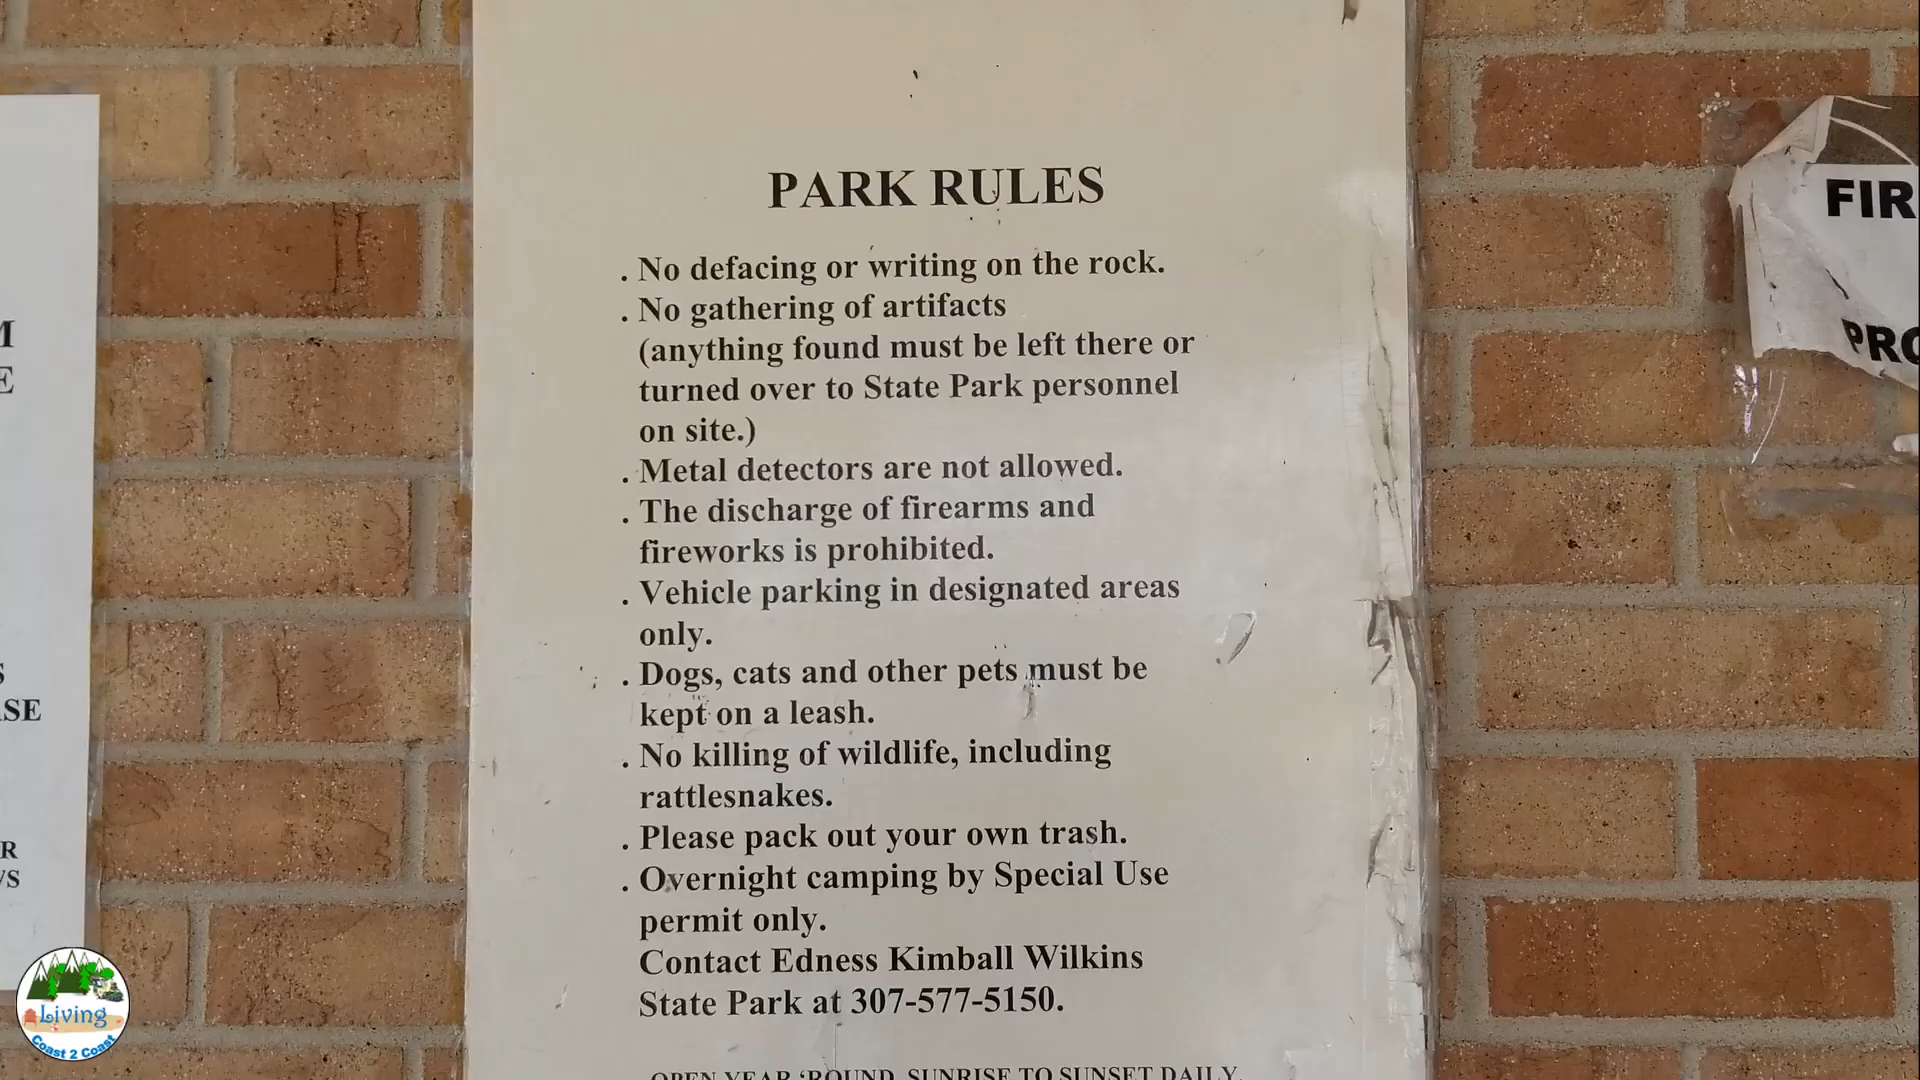 PARK RULES
. No defacing or writing on the rock.
. No gathering of artifacts
(anything found must be left there or
turned over to State Park personnel
on site.)
. Metal detectors are not allowed.
. The discharge of firearms and
fireworks is prohibited.
. Vehicle parking in designated areas
only.
. Dogs, cats and other pets must be
kept on a leash.
. No killing of wildlife, including
rattlesnakes.
. Please pack out your own trash.
. Overnight camping by Special Use
permit only.
Contact Edness Kimball Wilkins
State Park at 307-577-5150.
OPEN YEAR ‘ROUND, SUNRISE TO SUNSET DAILY.
FIR
PRO
M
E
S
SE
R
WS
Living
Coast 2 Coast